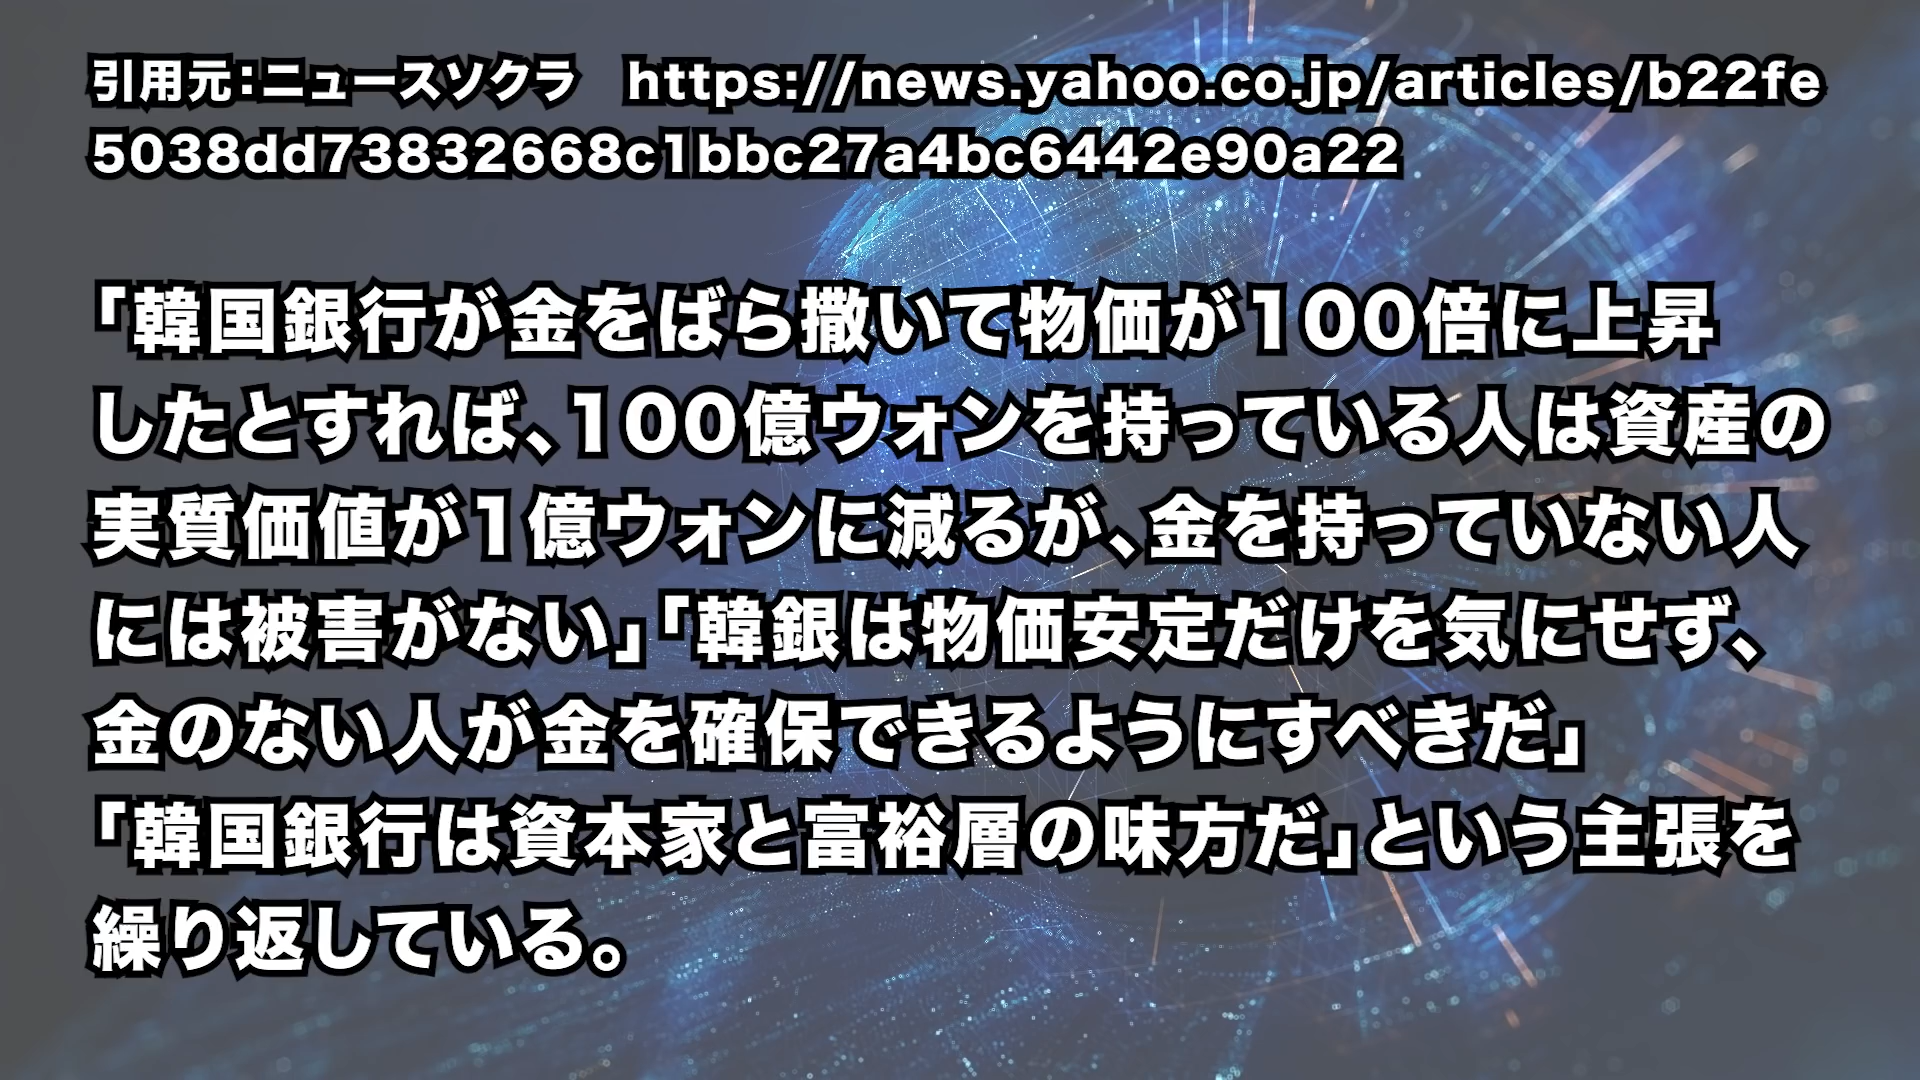 引用元：ニュースソクラ　https://news.yahoo.co.jp/articles/b22fe
5038dd73832668c1bbc27a4bc6442e90a22
「韓国銀行が金をばら撒いて物価が100倍に上昇
したとすれば、100億ウォンを持っている人は資産の
実質価値が1億ウォンに減るが、金を持っていない人
には被害がない」「韓銀は物価安定だけを気にせず、
金のない人が金を確保できるようにすべきだ」
「韓国銀行は資本家と富裕層の味方だ」という主張を
繰り返している。